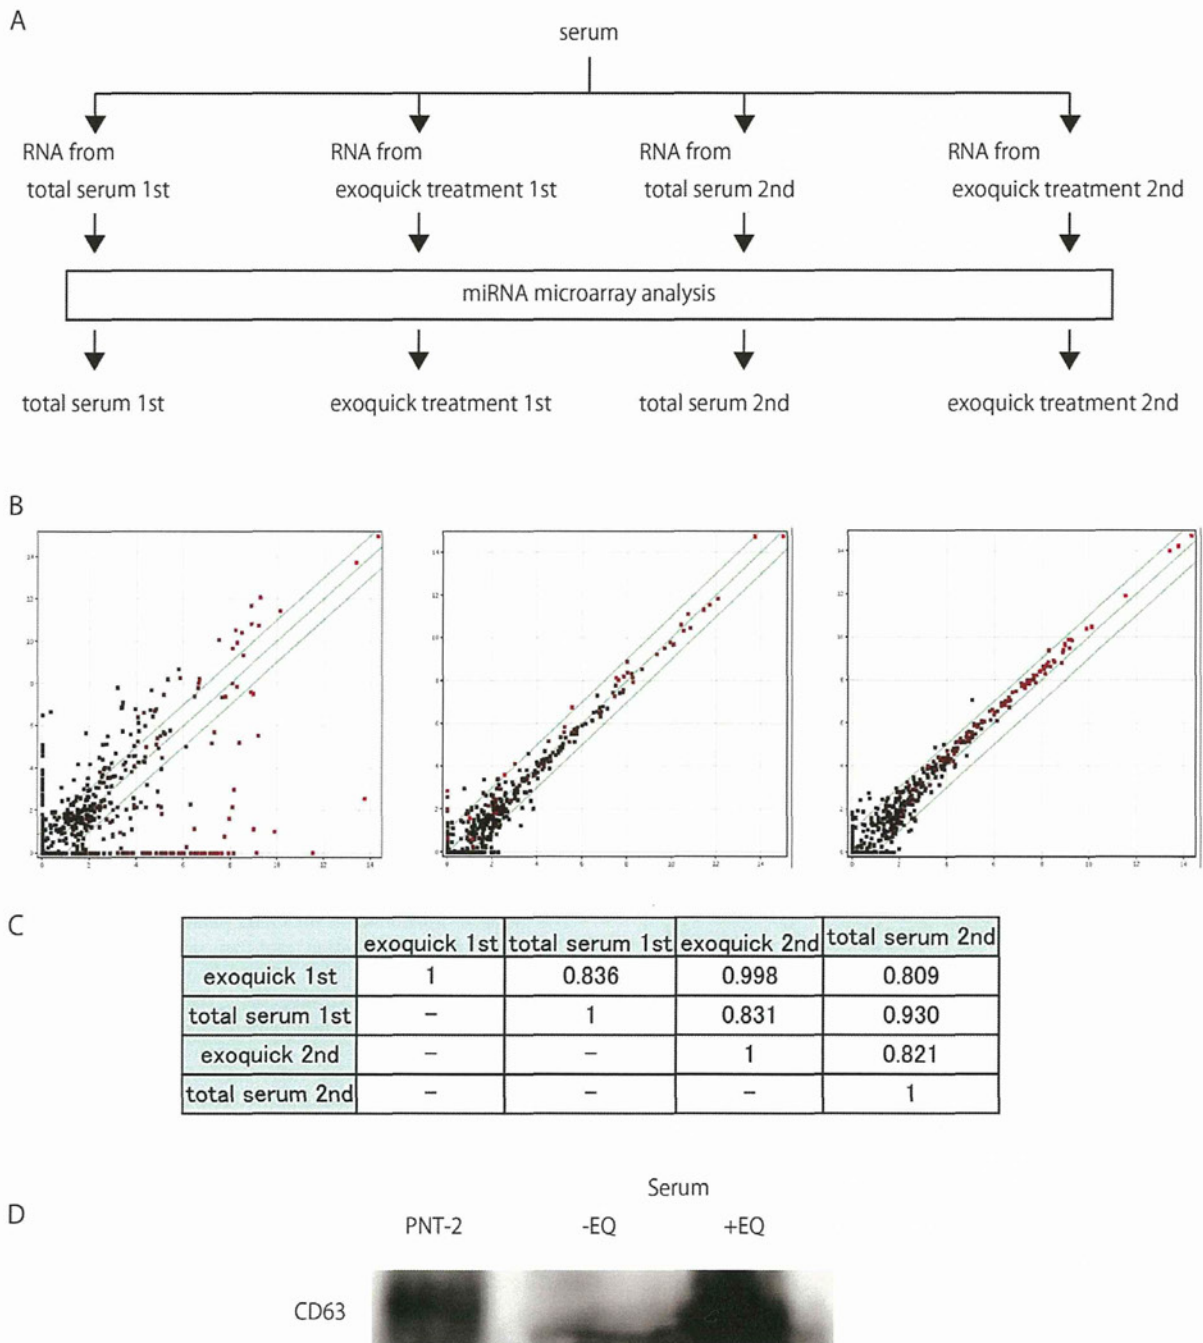 A
serum
RNA from total serum 1st
RNA from exoquick treatment 1st
RNA from total serum 2nd
RNA from exoquick treatment 2nd
miRNA microarray analysis
total serum 1st
exoquick treatment 1st
total serum 2nd
exoquick treatment 2nd
B
C
exoquick 1st total serum 1st exoquick 2nd total serum 2nd
exoquick 1st 1 0.836 0.998 0.809
total serum 1st – 1 0.831 0.930
exoquick 2nd – – 1 0.821
total serum 2nd – – – 1
D
Serum
PNT-2 -EQ +EQ
CD63